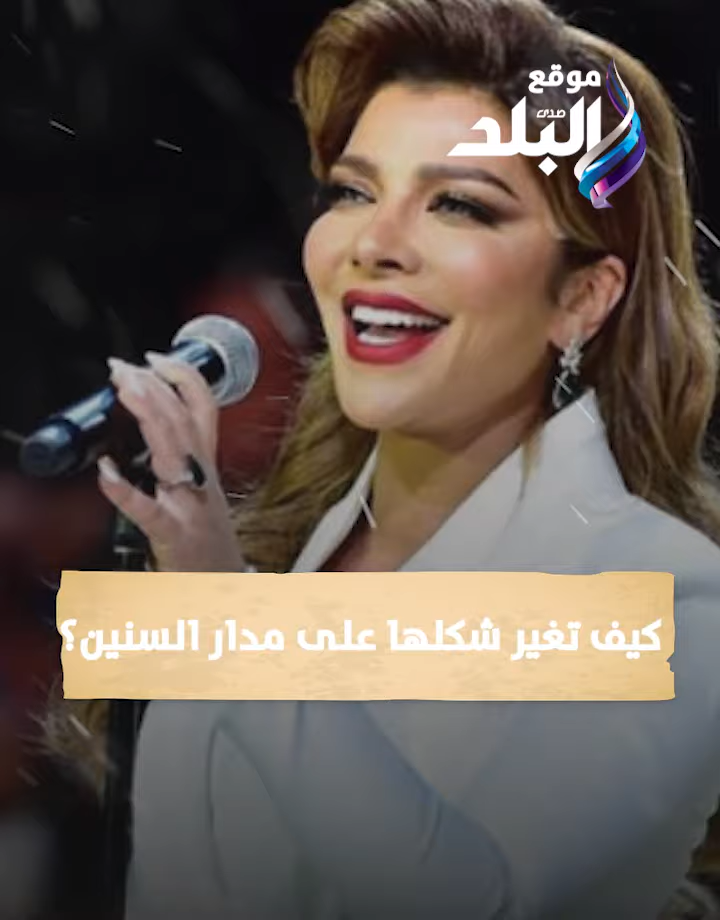 موقع
صدى
البلد
كيف تغير شكلها على مدار السنين؟